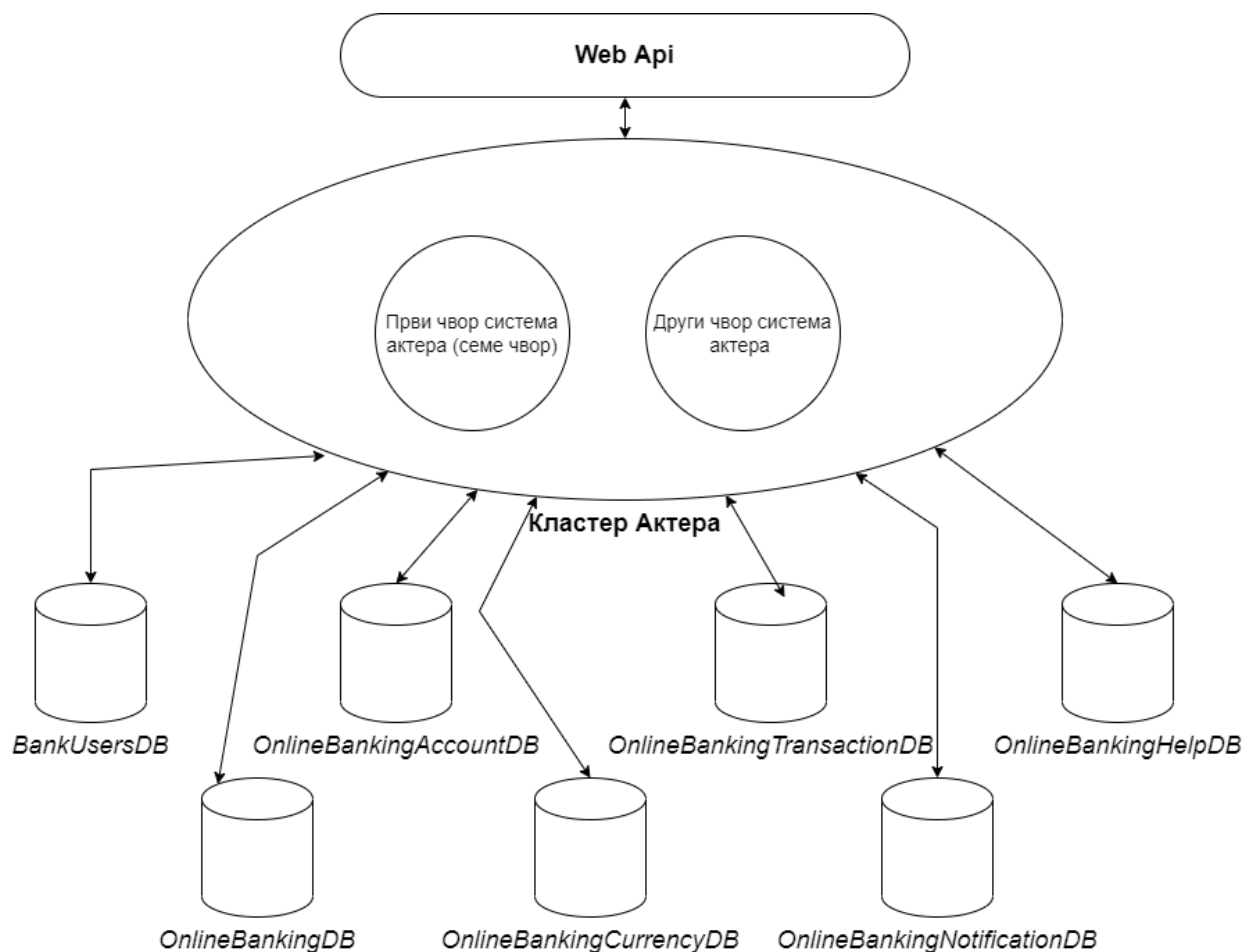 Web Api
Први чвор система
актера (семе чвор)
Други чвор система
актера
Кластер Актера
BankUsersDB
OnlineBankingAccountDB
OnlineBankingTransactionDB
OnlineBankingHelpDB
OnlineBankingDB
OnlineBankingCurrencyDB
OnlineBankingNotificationDB